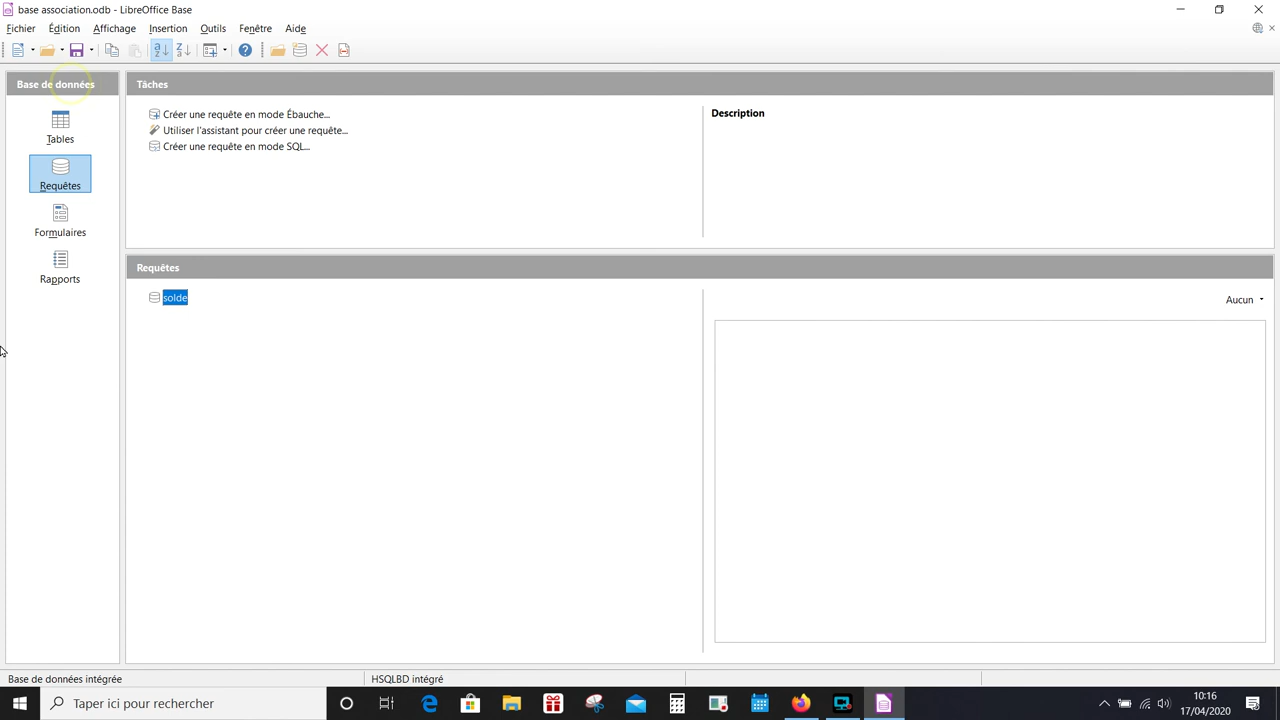 base association.odb - LibreOffice Base
Fichier Édition Affichage Insertion Outils Fenêtre Aide
Base de données
Tâches
Tables
Requêtes
Formulaires
Rapports
Créer une requête en mode Ébauche...
Utiliser l'assistant pour créer une requête...
Créer une requête en mode SQL...
Description
Requêtes
solde
Aucun
Base de données intégrée
HSQLBD intégré
Taper ici pour rechercher
10:16
17/04/2020